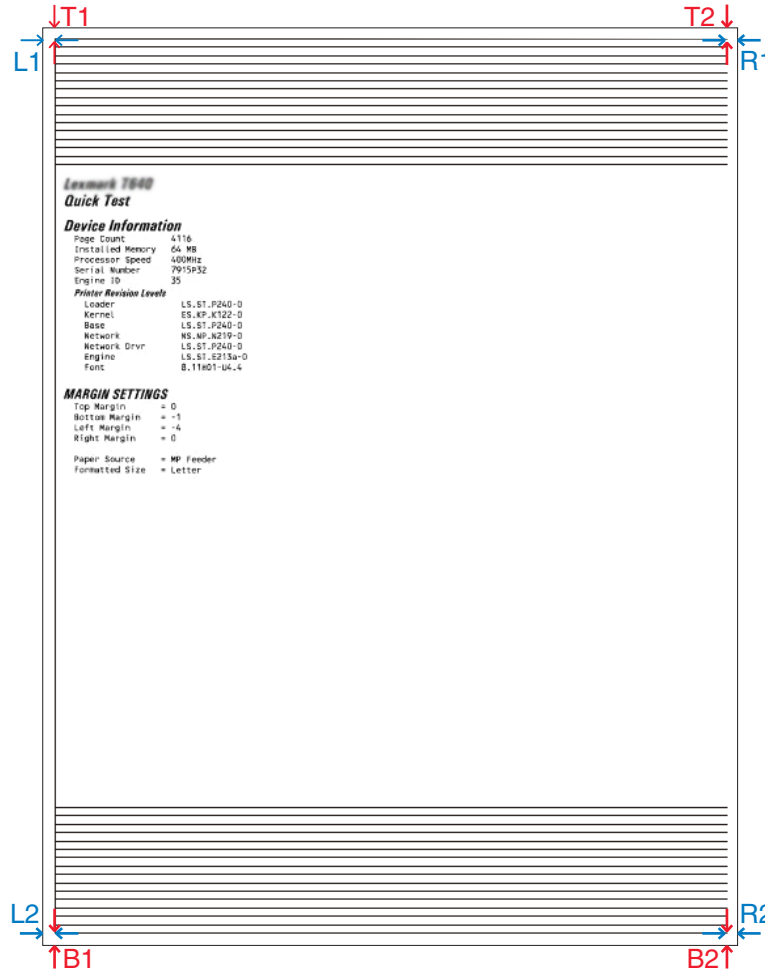 T1 T2
L1 R1
Lexmark T640
Quick Test
Device Information
Page Count 4116
Installed Memory 64 MB
Processor Speed 400MHz
Serial Number 7915P32
Engine ID 35
Printer Revision Levels
Loader LS.ST.P240-0
Kernel ES.KP.K122-0
Base LS.ST.P240-0
Network NS.NP.N219-0
Network Drvr LS.ST.P240-0
Engine LS.ST.E213a-0
Font
MARGIN SETTINGS
Top Margin = 0
Bottom Margin = -1
Left Margin = -4
Right Margin = 0
Paper Source = MP Feeder
Formatted Size = Letter
L2 R2
B1 B2